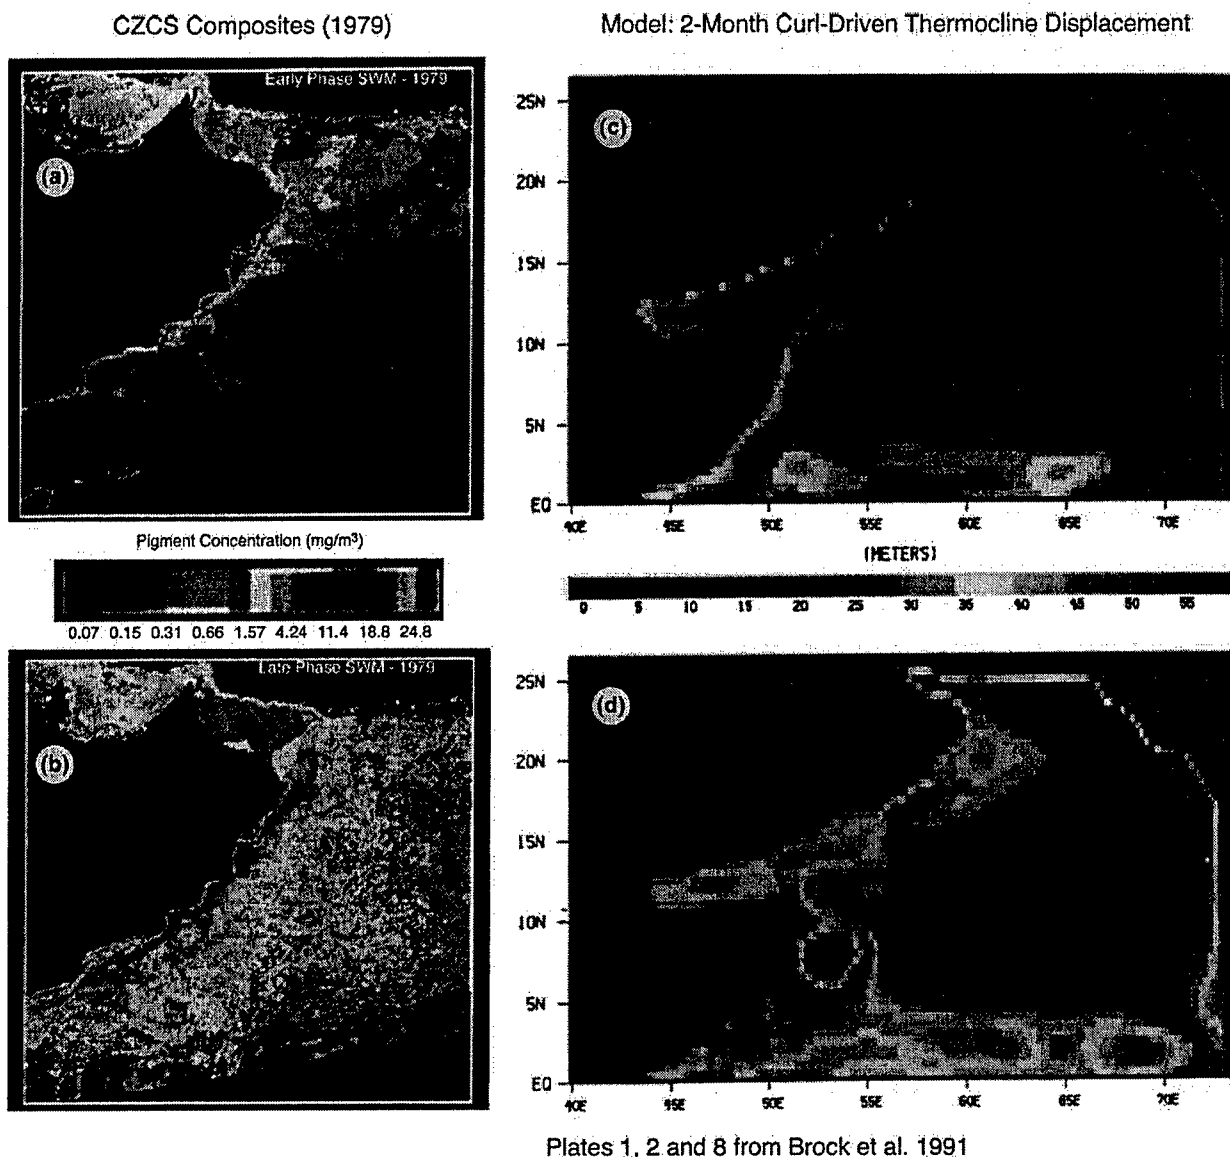 CZCS Composites (1979)
Model: 2-Month Curl-Driven Thermocline Displacement
Early Phase SWM - 1979
(a)
(c)
25N
20N
15N
10N
5N
EQ
40E 45E 50E 55E 60E 65E 70E
Pigment Concentration (mg/m³)
0.07 0.15 0.31 0.66 1.57 4.24 11.4 18.8 24.8
(METERS)
0 5 10 15 20 25 30 35 40 45 50 55
Late Phase SWM - 1979
(b)
(d)
25N
20N
15N
10N
5N
EQ
40E 45E 50E 55E 60E 65E 70E
Plates 1, 2 and 8 from Brock et al. 1991